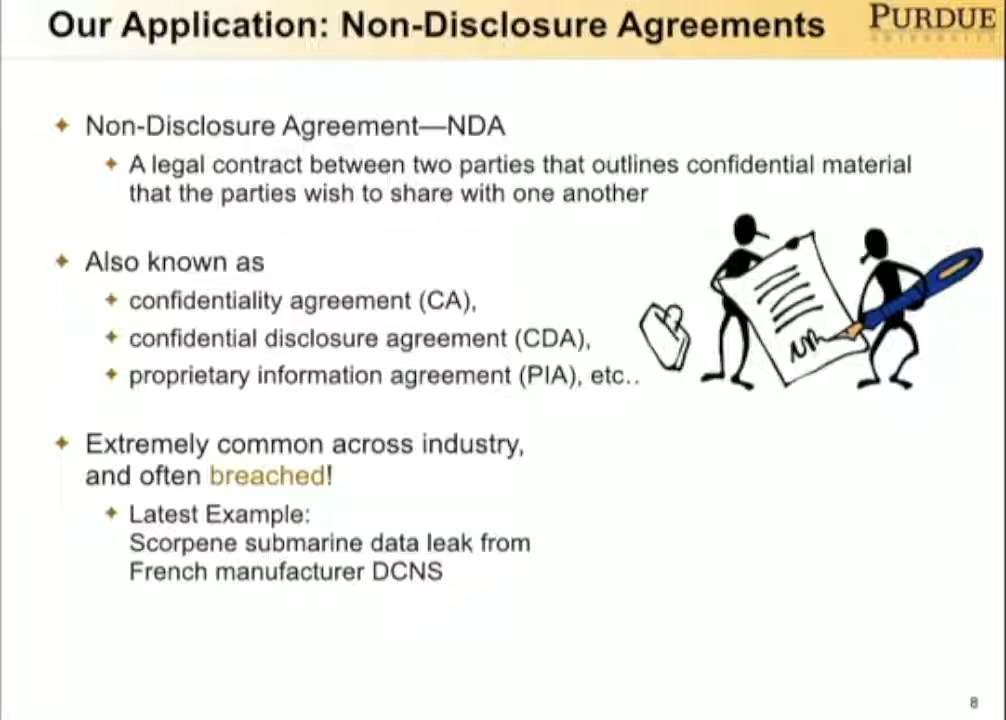 Our Application: Non-Disclosure Agreements
PURDUE
UNIVERSITY
Non-Disclosure Agreement—NDA
A legal contract between two parties that outlines confidential material
that the parties wish to share with one another
Also known as
confidentiality agreement (CA),
confidential disclosure agreement (CDA),
proprietary information agreement (PIA), etc..
Extremely common across industry,
and often breached!
Latest Example:
Scorpene submarine data leak from
French manufacturer DCNS
8